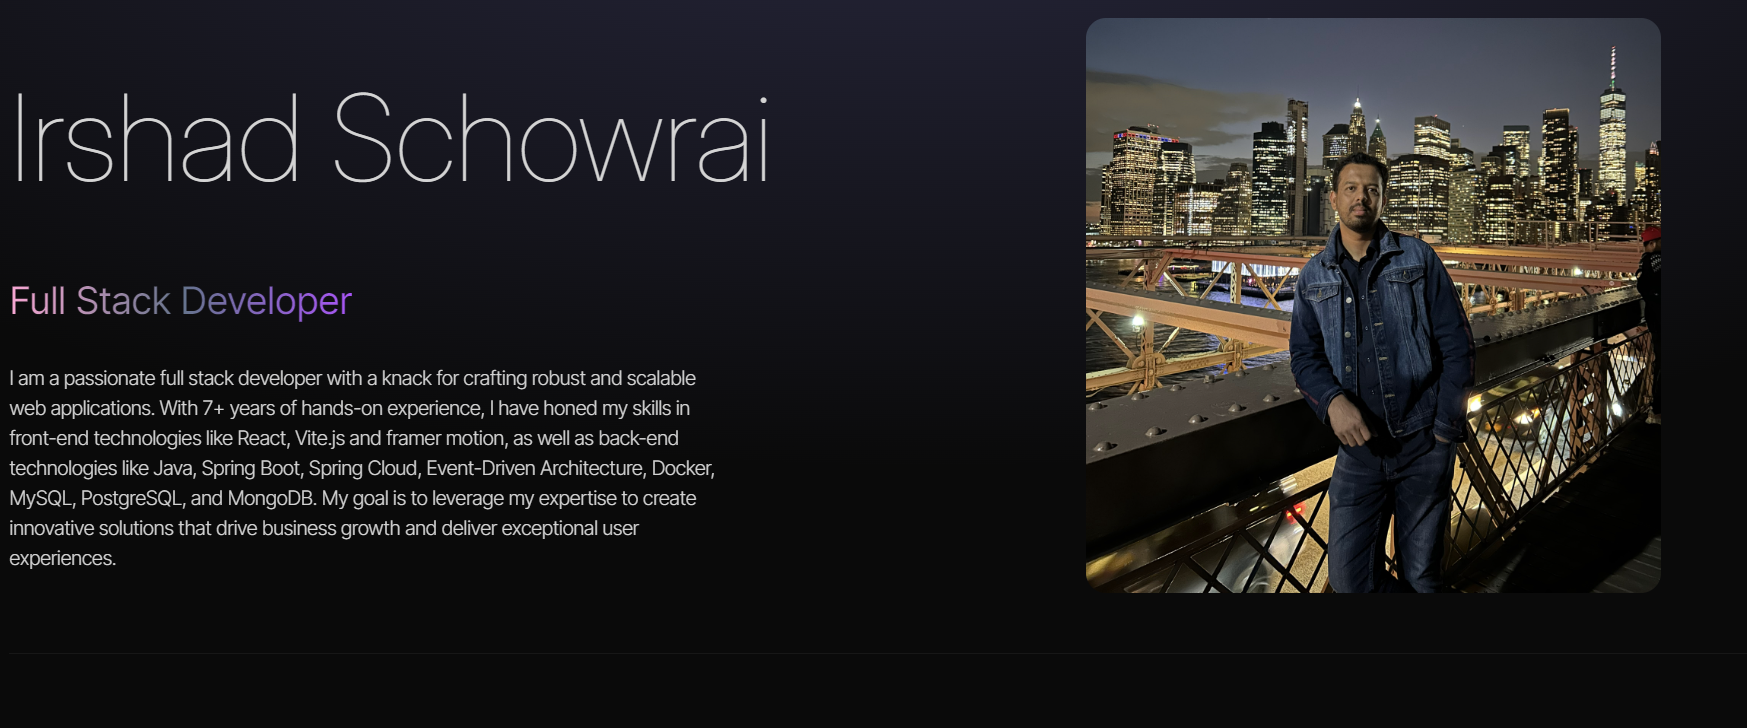 Irshad Schowrai
Full Stack Developer
I am a passionate full stack developer with a knack for crafting robust and scalable
web applications. With 7+ years of hands-on experience, I have honed my skills in
front-end technologies like React, Vite.js and framer motion, as well as back-end
technologies like Java, Spring Boot, Spring Cloud, Event-Driven Architecture, Docker,
MySQL, PostgreSQL, and MongoDB. My goal is to leverage my expertise to create
innovative solutions that drive business growth and deliver exceptional user
experiences.